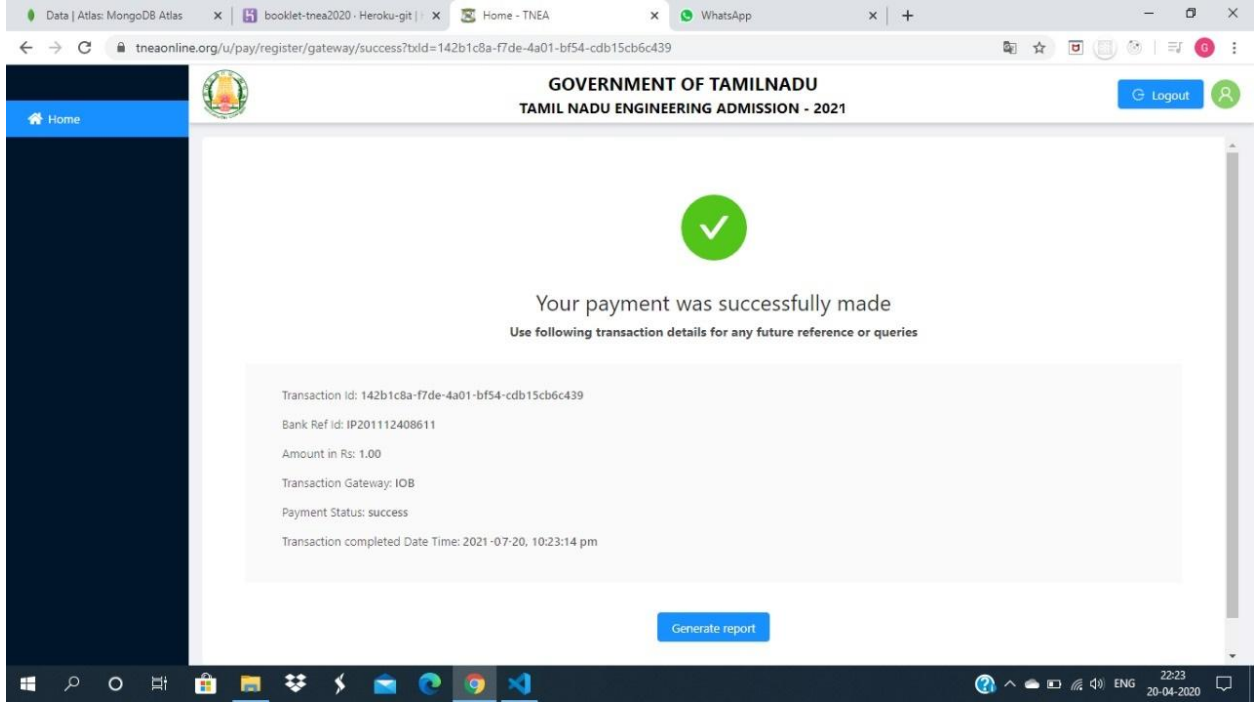 Data | Atlas: MongoDB Atlas
booklet-tnea2020 · Heroku-git |
Home - TNEA
WhatsApp
tneaonline.org/u/pay/register/gateway/success?txId=142b1c8a-f7de-4a01-bf54-cdb15cb6c439
G
GOVERNMENT OF TAMILNADU
TAMIL NADU ENGINEERING ADMISSION - 2021
Logout
Home
Your payment was successfully made
Use following transaction details for any future reference or queries
Transaction Id: 142b1c8a-f7de-4a01-bf54-cdb15cb6c439
Bank Ref Id: IP201112408611
Amount in Rs: 1.00
Transaction Gateway: IOB
Payment Status: success
Transaction completed Date Time: 2021-07-20, 10:23:14 pm
Generate report
ENG
22:23
20-04-2020